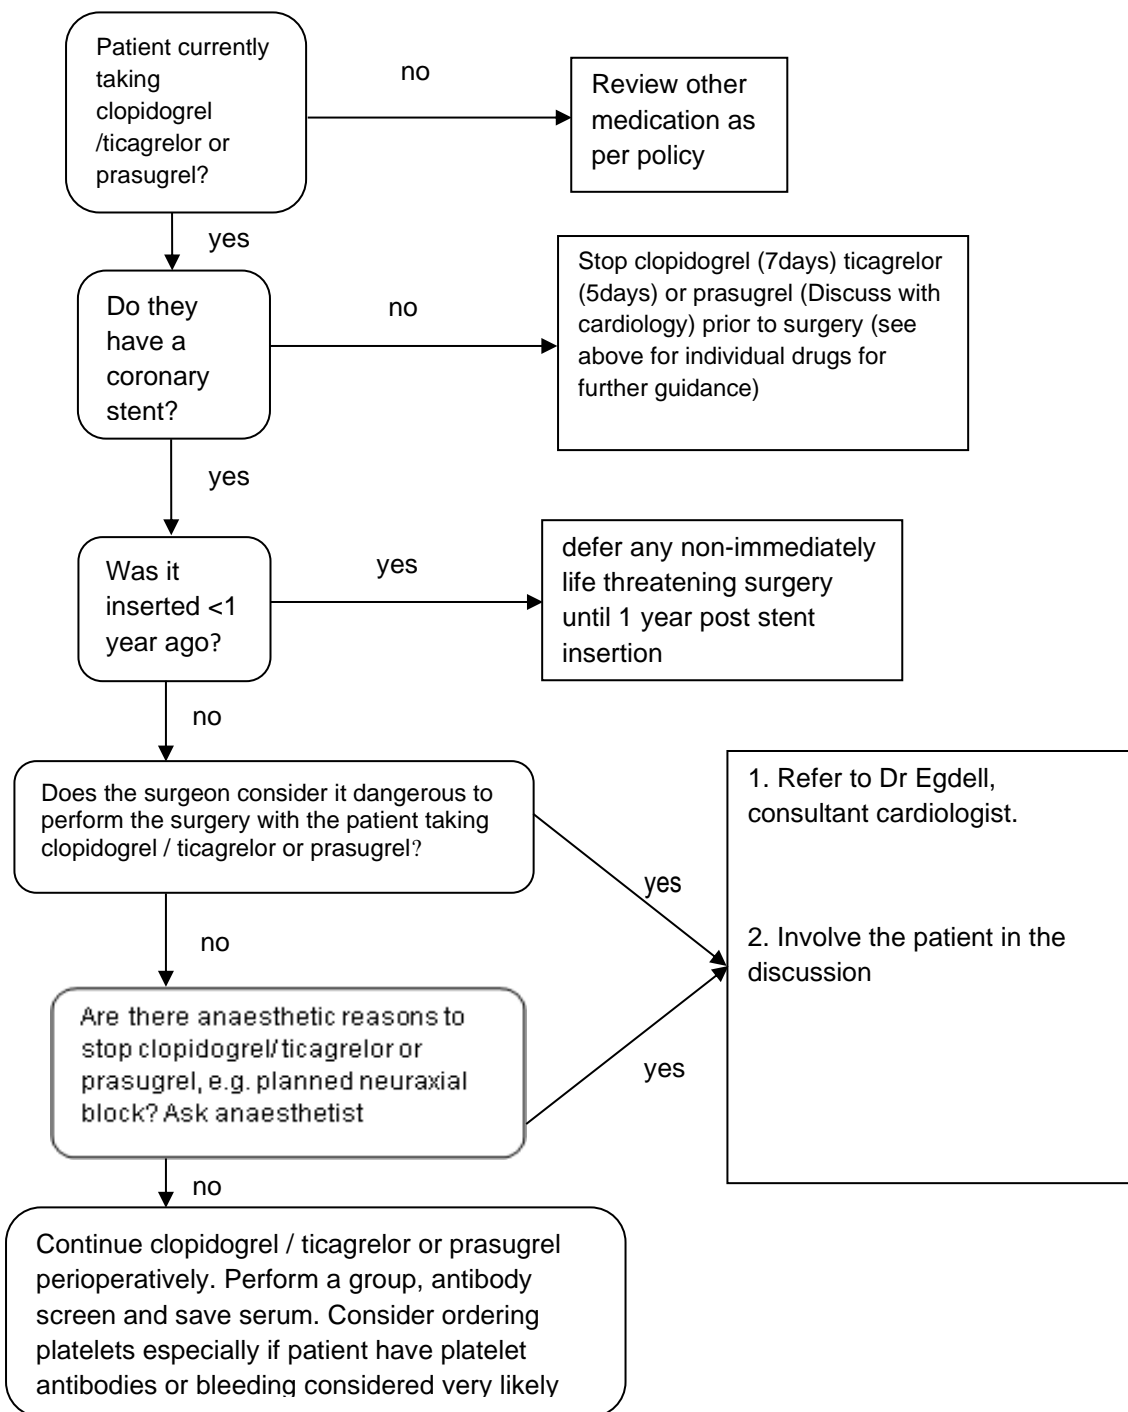 Patient currently
taking
clopidogrel
/ticagrelor or
prasugrel?
no
Review other
medication as
per policy
yes
Do they
have a
coronary
stent?
no
Stop clopidogrel (7days) ticagrelor
(5days) or prasugrel (Discuss with
cardiology) prior to surgery (see
above for individual drugs for
further guidance)
yes
Was it
inserted <1
year ago?
yes
defer any non-immediately
life threatening surgery
until 1 year post stent
insertion
no
Does the surgeon consider it dangerous to
perform the surgery with the patient taking
clopidogrel / ticagrelor or prasugrel?
yes
1. Refer to Dr Egdell,
consultant cardiologist.
2. Involve the patient in the
discussion
no
Are there anaesthetic reasons to
stop clopidogrel/ ticagrelor or
prasugrel, e.g. planned neuraxial
block? Ask anaesthetist
yes
no
Continue clopidogrel / ticagrelor or prasugrel
perioperatively. Perform a group, antibody
screen and save serum. Consider ordering
platelets especially if patient have platelet
antibodies or bleeding considered very likely